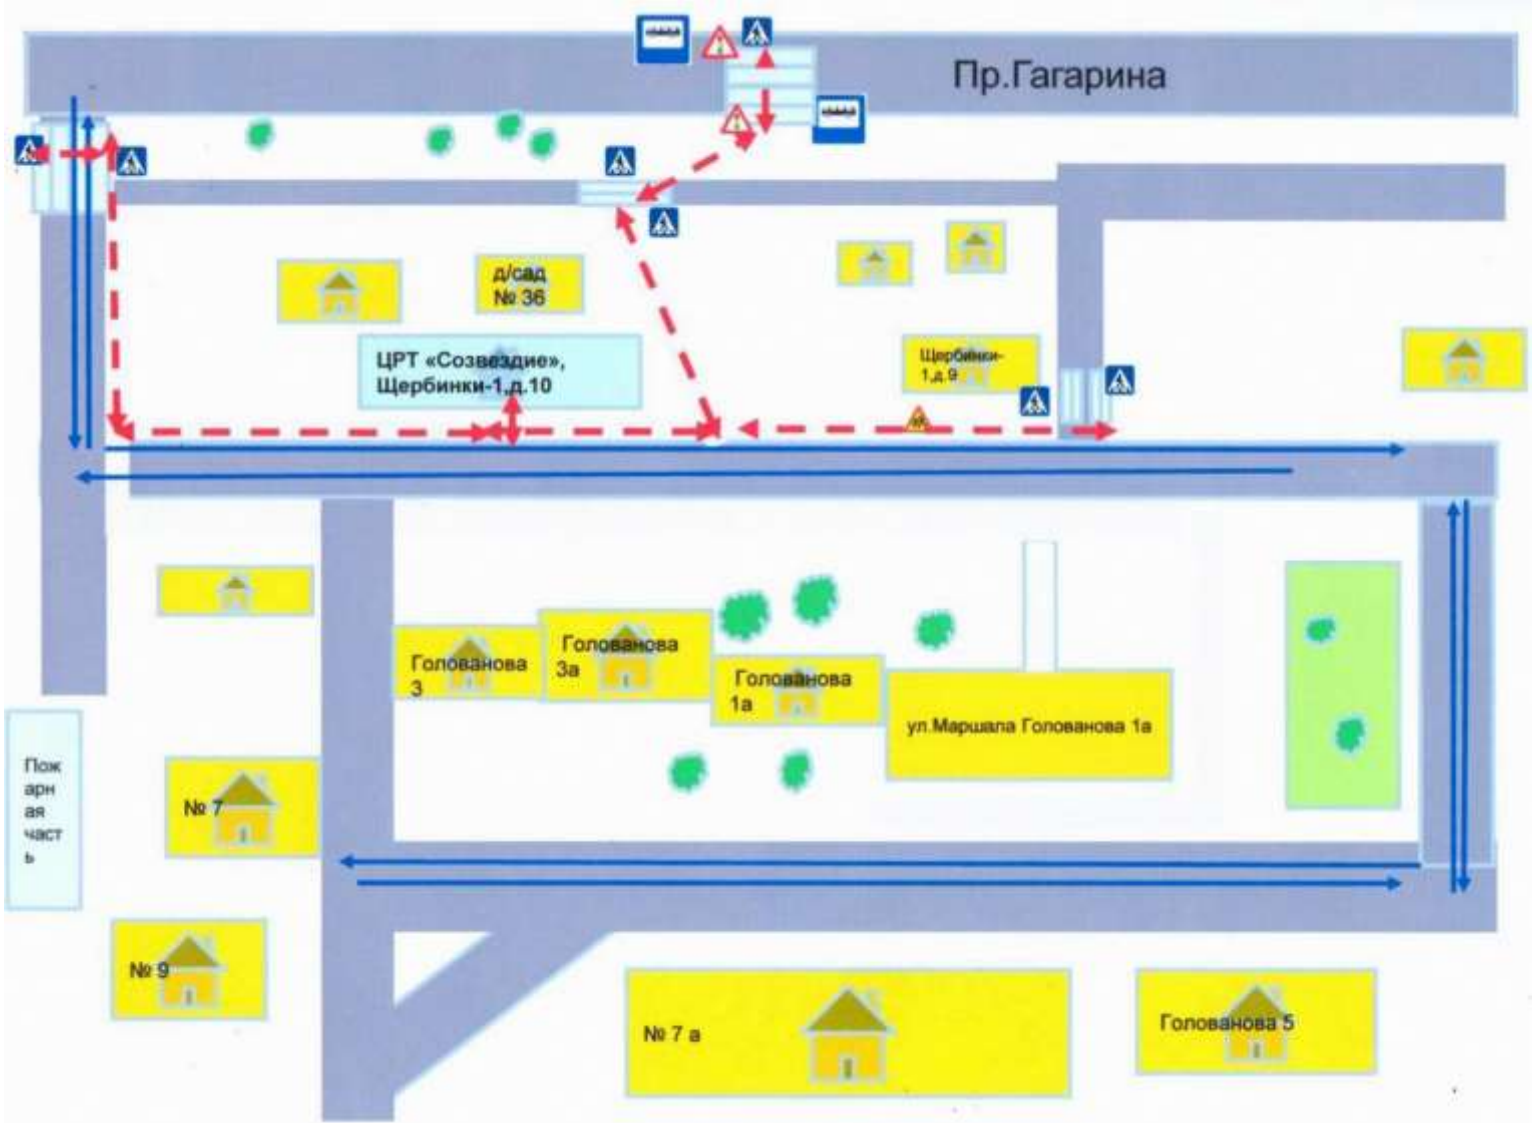 Пр.Гагарина
д/сад
№ 36
ЦРТ «Созвездие»,
Щербинки-1,д.10
Щербинки-
1,д.9
Голованова
3
Голованова
3а
Голованова
1а
ул.Маршала Голованова 1а
Пож
арн
ая
част
ь
№ 7
№ 9
№ 7 а
Голованова 5